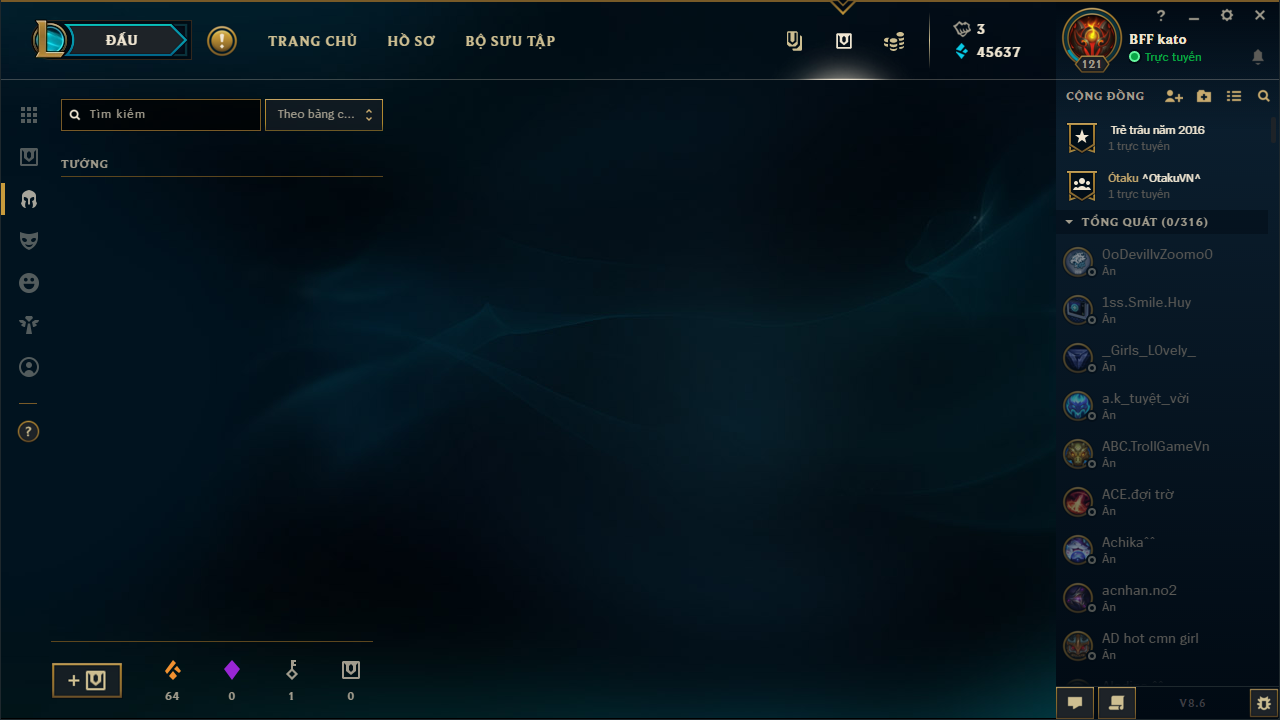 ĐẤU
TRANG CHỦ
HỒ SƠ
BỘ SƯU TẬP
3
45637
121
BFF kato
Trực tuyến
Tìm kiếm
Theo bảng c...
TƯỚNG
64
0
1
0
CỘNG ĐỒNG
Trẻ trâu năm 2016
1 trực tuyến
Ótaku ^OtakuVN^
1 trực tuyến
TỔNG QUÁT (0/316)
0oDevillvZoomo0
Ẩn
1ss.Smile.Huy
Ẩn
_Girls_L0vely_
Ẩn
a.k_tuyệt_vời
Ẩn
ABC.TrollGameVn
Ẩn
ACE.đợi trờ
Ẩn
Achika^^
Ẩn
acnhan.no2
Ẩn
AD hot cmn girl
Ẩn
V8.6